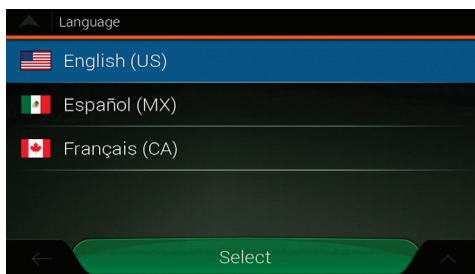 Language
English (US)
Español (MX)
Français (CA)
Select